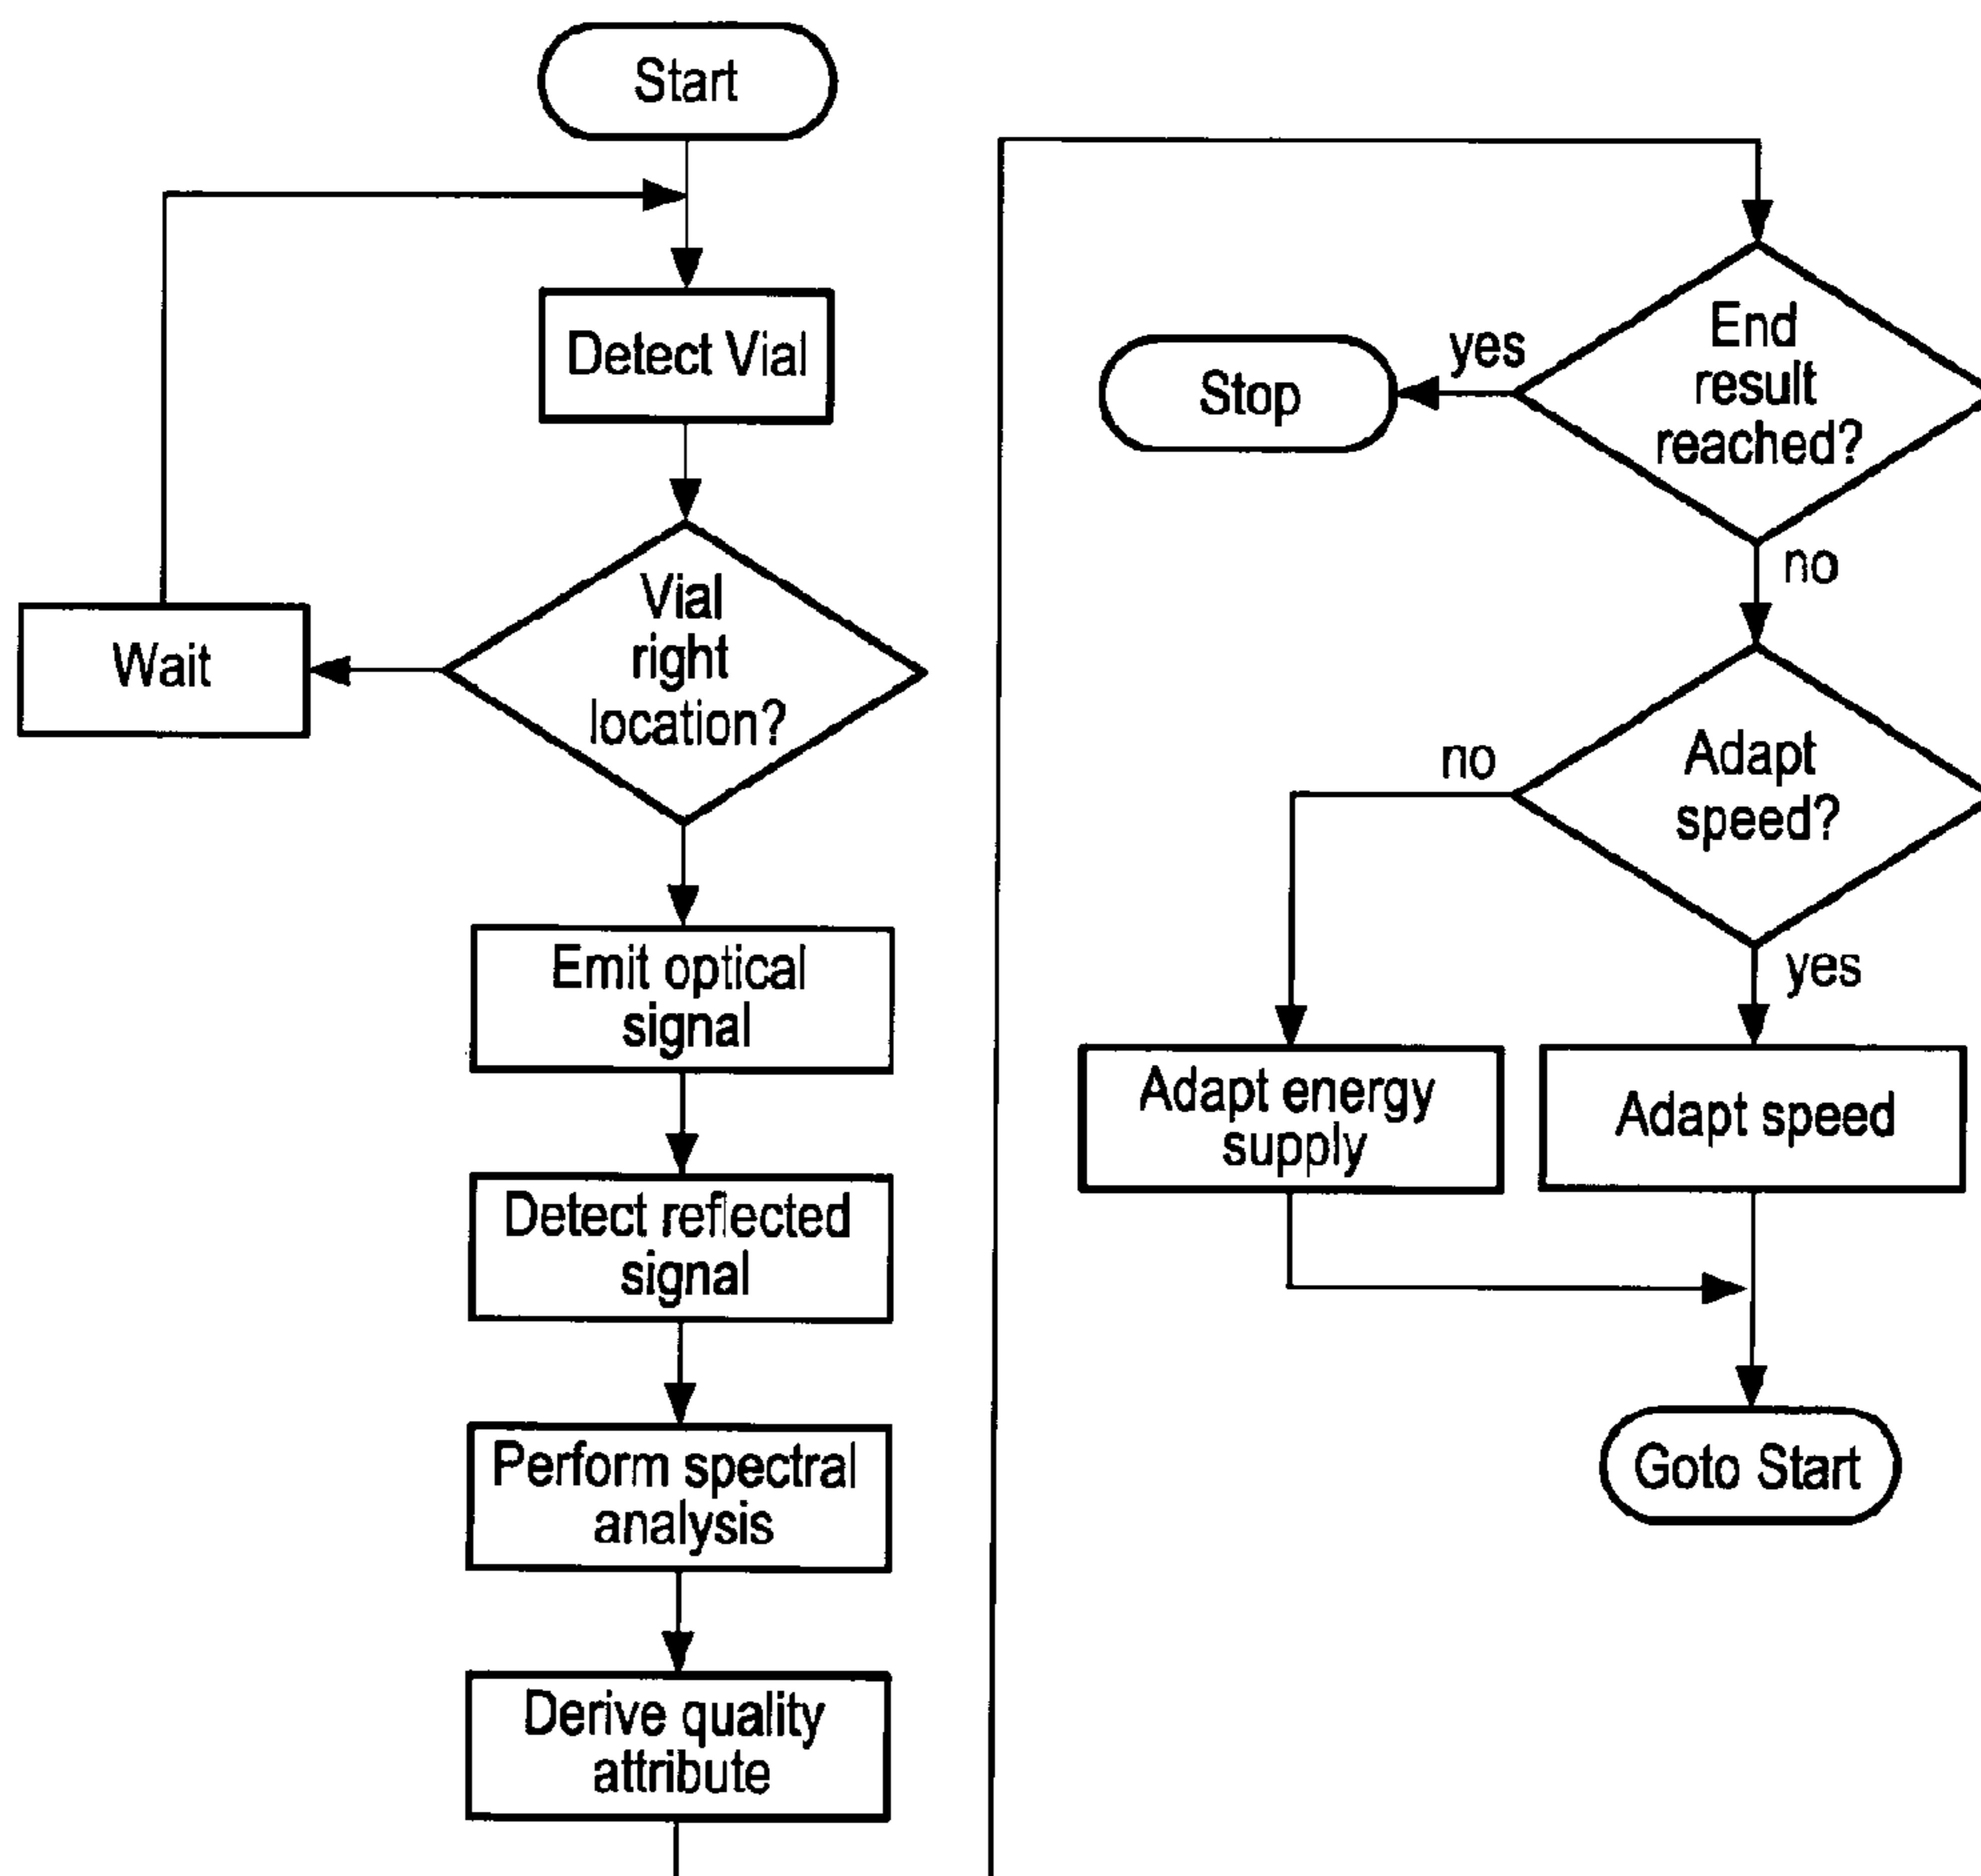 Start
Detect Vial
Vial
right
location?
Wait
Emit optical
signal
Detect reflected
signal
Perform spectral
analysis
Derive quality
attribute
End
result
reached?
yes
Stop
no
Adapt
speed?
no
yes
Adapt energy
supply
Adapt speed
Goto Start